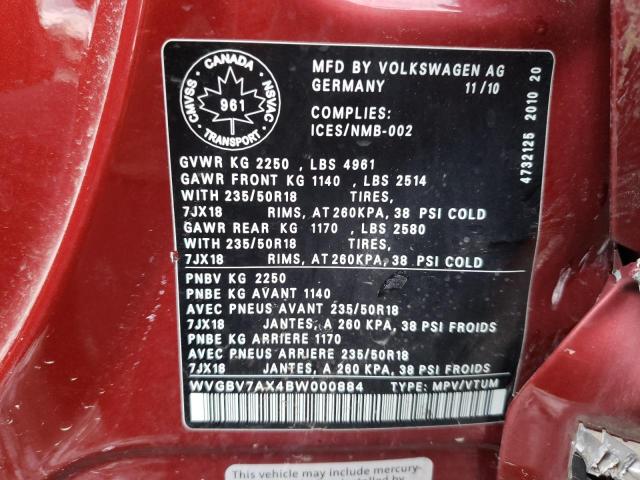 CANADA
CMVSS
NSVAC
961
TRANSPORT
MFD BY VOLKSWAGEN AG
GERMANY 11/10
COMPLIES:
ICES/NMB-002
4732125 2010 20
GVWR KG 2250 , LBS 4961
GAWR FRONT KG 1140 , LBS 2514
WITH 235/50R18 TIRES,
7JX18 RIMS, AT 260KPA, 38 PSI COLD
GAWR REAR KG 1170 , LBS 2580
WITH 235/50R18 TIRES,
7JX18 RIMS, AT 260KPA, 38 PSI COLD
PNBV KG 2250
PNBE KG AVANT 1140
AVEC PNEUS AVANT 235/50R18
7JX18 JANTES, A 260 KPA, 38 PSI FROIDS
PNBE KG ARRIERE 1170
AVEC PNEUS ARRIERE 235/50R18
7JX18 JANTES, A 260 KPA, 38 PSI FROIDS
WVGBV7AX4BW000884 TYPE: MPV/VTUM
This vehicle may include mercury-